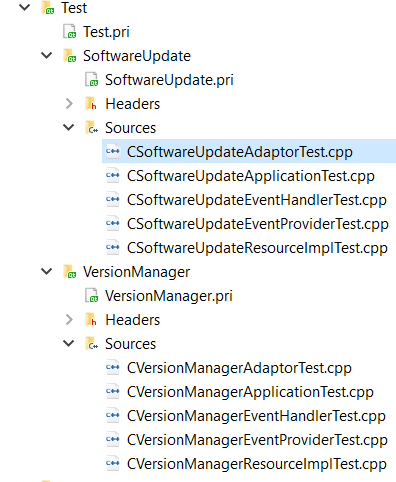 Test
Test.pri
SoftwareUpdate
SoftwareUpdate.pri
Headers
Sources
CSoftwareUpdateAdaptorTest.cpp
CSoftwareUpdateApplicationTest.cpp
CSoftwareUpdateEventHandlerTest.cpp
CSoftwareUpdateEventProviderTest.cpp
CSoftwareUpdateResourceImplTest.cpp
VersionManager
VersionManager.pri
Headers
Sources
CVersionManagerAdaptorTest.cpp
CVersionManagerApplicationTest.cpp
CVersionManagerEventHandlerTest.cpp
CVersionManagerEventProviderTest.cpp
CVersionManagerResourceImplTest.cpp